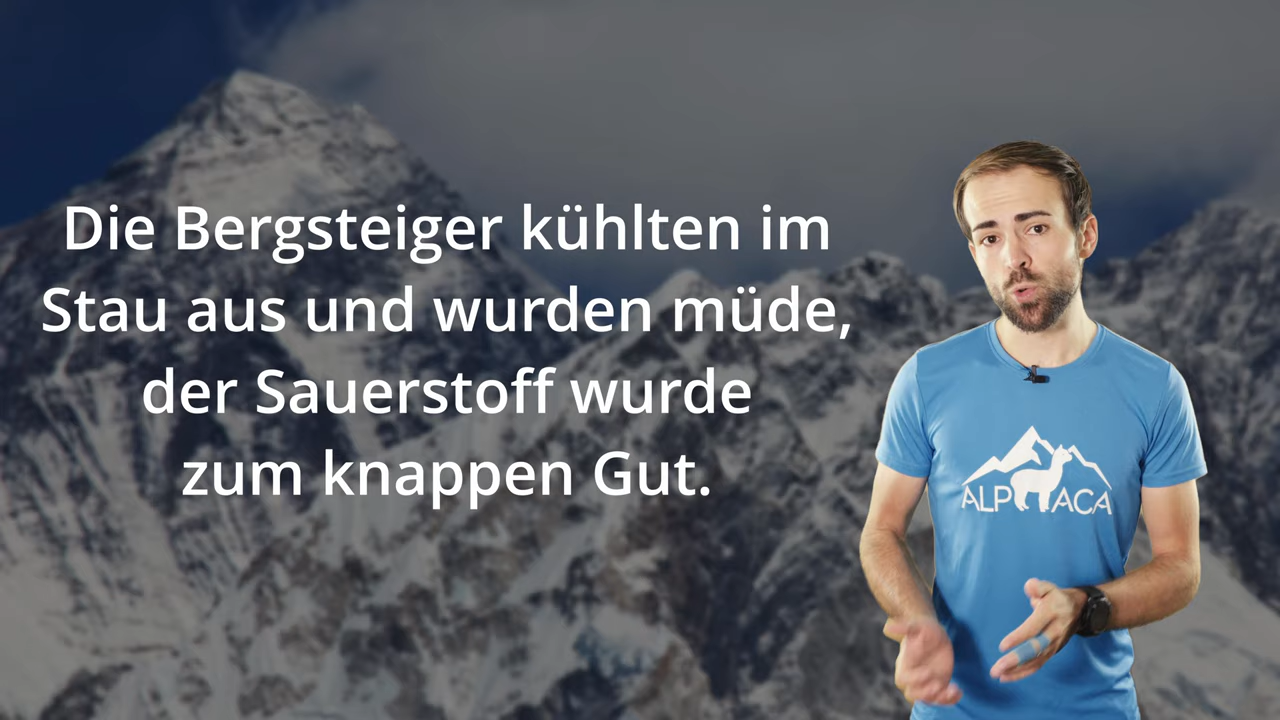 Die Bergsteiger kühlten im
Stau aus und wurden müde,
der Sauerstoff wurde
zum knappen Gut.
ALPACA